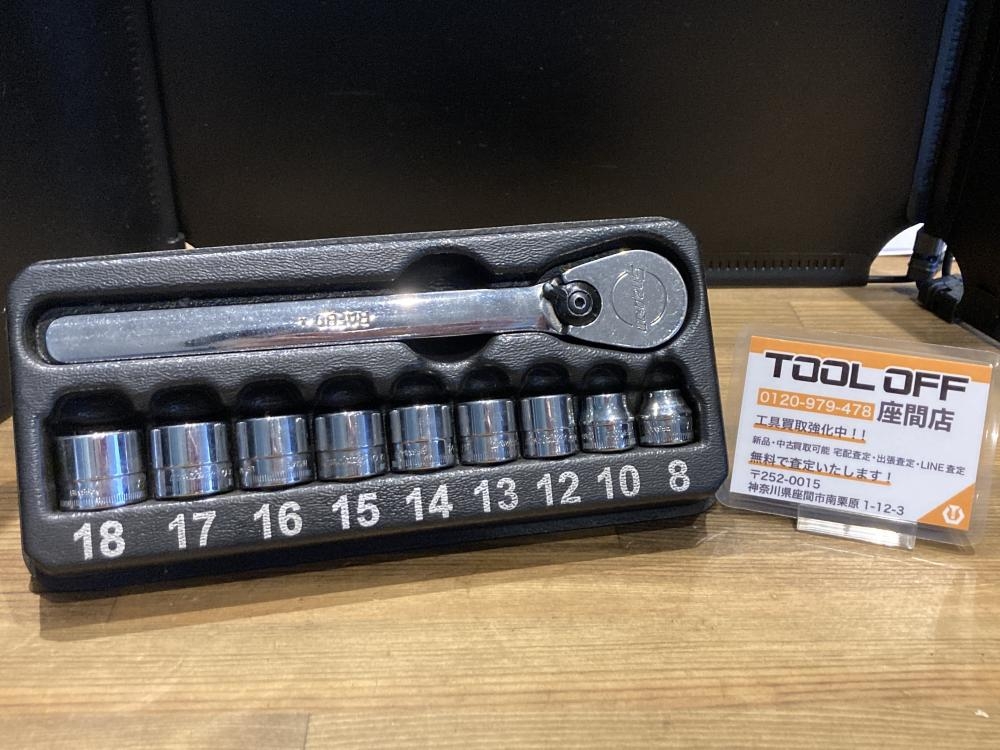 18 17 16 15 14 13 12 10 8
TOOL OFF
0120-979-478 座間店
工具買取強化中！！
新品・中古買取可能 宅配査定・出張査定・LINE査定
無料で査定いたします！
〒252-0015
神奈川県座間市南栗原 1-12-3